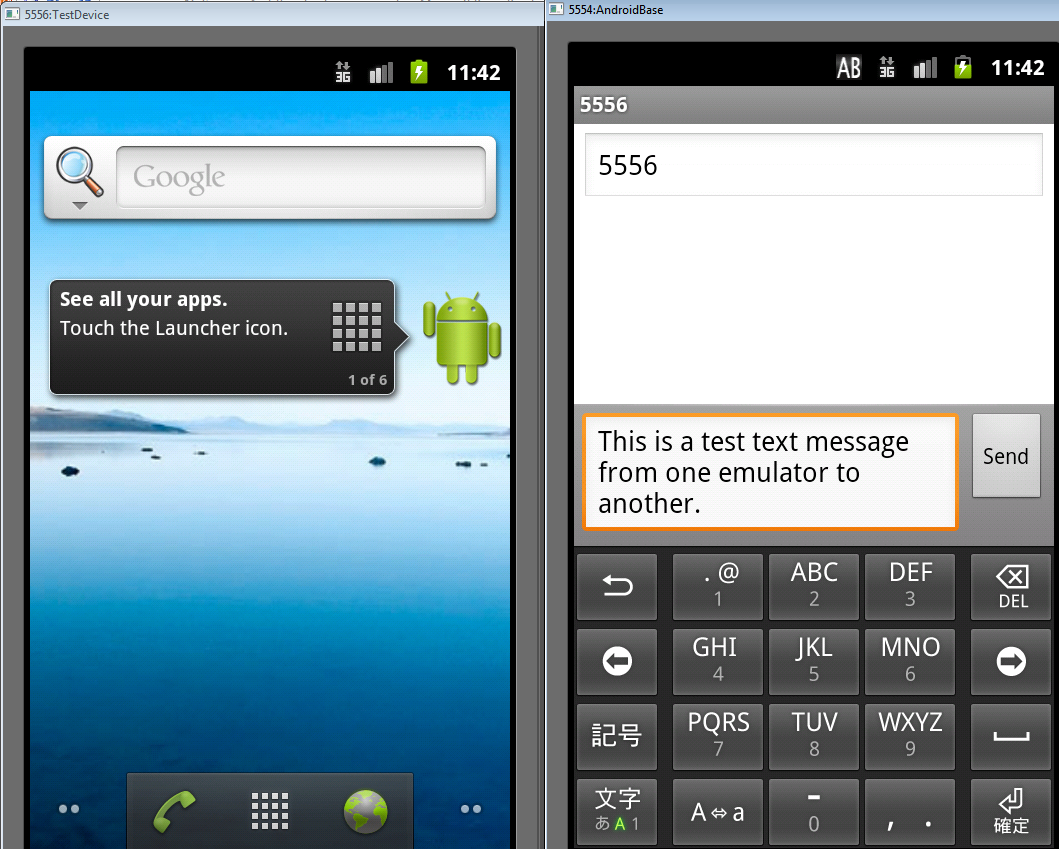 5556:TestDevice
3G
11:42
Google
See all your apps.
Touch the Launcher icon.
1 of 6
5554:AndroidBase
AB 3G 11:42
5556
5556
This is a test text message
from one emulator to
another.
Send
. @
1
ABC
2
DEF
3
DEL
GHI
4
JKL
5
MNO
6
記号
PQRS
7
TUV
8
WXYZ
9
文字
あ A 1
A⇔a
-
0
, .
確定